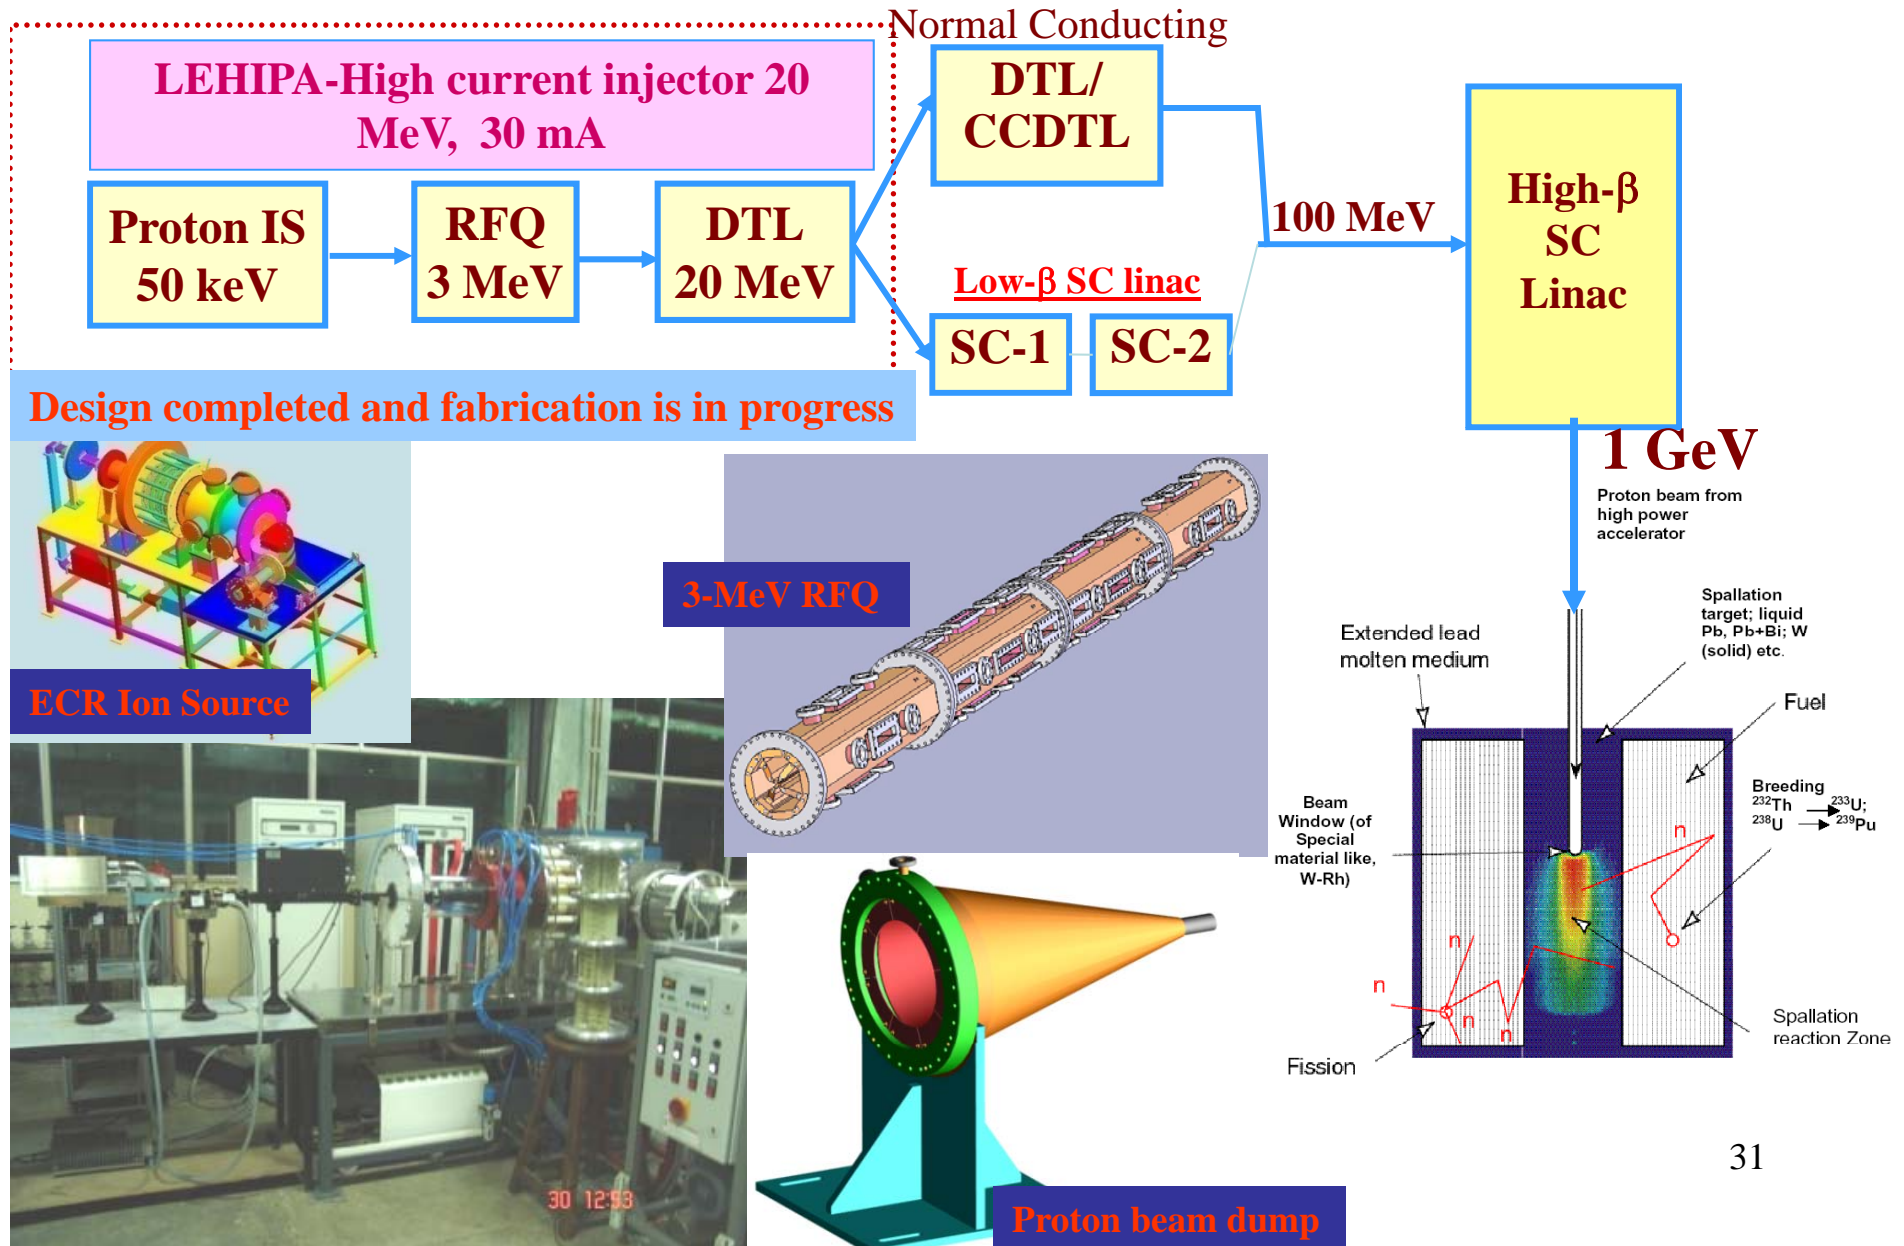 Normal Conducting
LEHIPA-High current injector 20
MeV, 30 mA
DTL/
CCDTL
Proton IS
50 keV
RFQ
3 MeV
DTL
20 MeV
100 MeV
High-β
SC
Linac
Low-β SC linac
SC-1
SC-2
Design completed and fabrication is in progress
1 GeV
Proton beam from
high power
accelerator
3-MeV RFQ
ECR Ion Source
Spallation
target; liquid
Pb, Pb+Bi; W
(solid) etc.
Extended lead
molten medium
Fuel
Breeding
²³²Th → ²³³U;
²³⁸U → ²³⁹Pu
Beam
Window (of
Special
material like,
W-Rh)
n
n
n
n
n
Spallation
reaction Zone
Fission
30 12:53
Proton beam dump
31